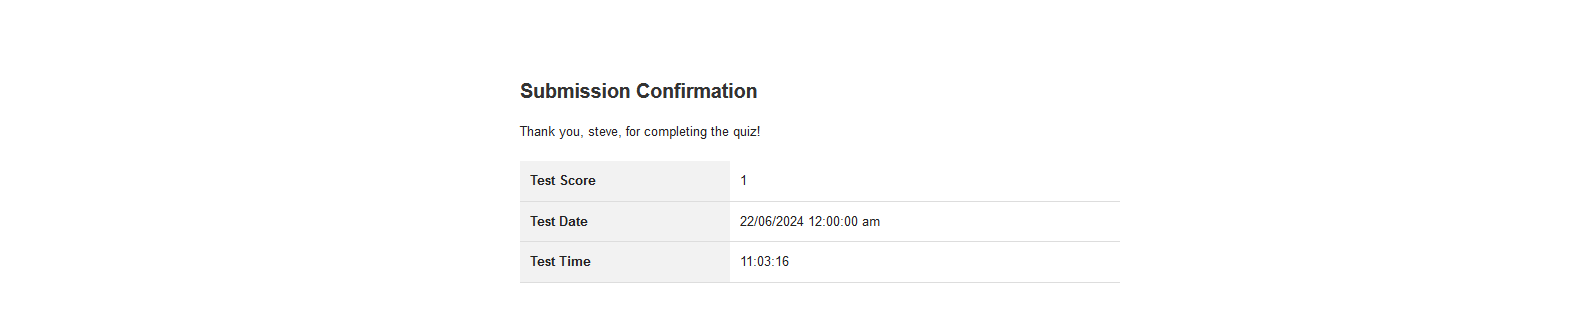 Submission Confirmation
Thank you, steve, for completing the quiz!
Test Score 1
Test Date 22/06/2024 12:00:00 am
Test Time 11:03:16